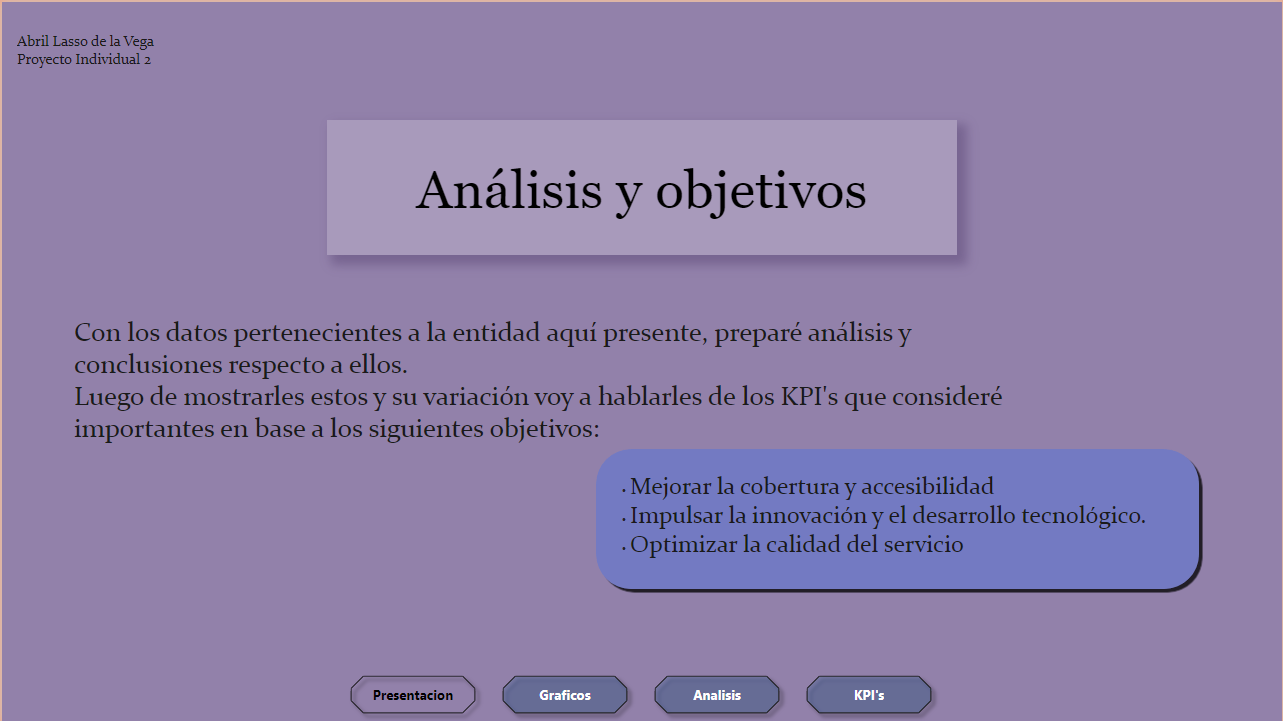 Abril Lasso de la Vega
Proyecto Individual 2
Análisis y objetivos
Con los datos pertenecientes a la entidad aquí presente, preparé análisis y
conclusiones respecto a ellos.
Luego de mostrarles estos y su variación voy a hablarles de los KPI's que consideré
importantes en base a los siguientes objetivos:
· Mejorar la cobertura y accesibilidad
· Impulsar la innovación y el desarrollo tecnológico.
· Optimizar la calidad del servicio
Presentacion
Graficos
Analisis
KPI's